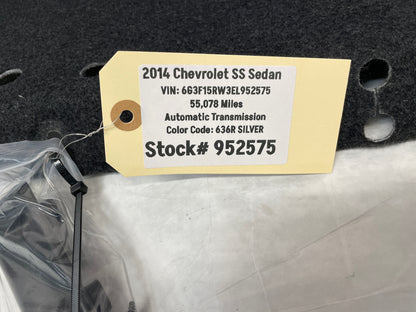 2014 Chevrolet SS Sedan
VIN: 6G3F15RW3EL952575
55,078 Miles
Automatic Transmission
Color Code: 636R SILVER
Stock# 952575